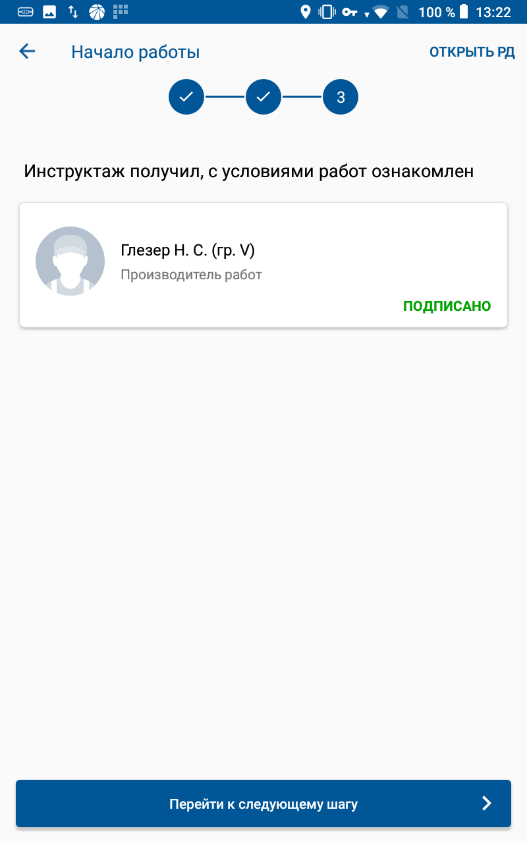 100 % 13:22
Начало работы ОТКРЫТЬ РД
3
Инструктаж получил, с условиями работ ознакомлен
Глезер Н. С. (гр. V)
Производитель работ
ПОДПИСАНО
Перейти к следующему шагу